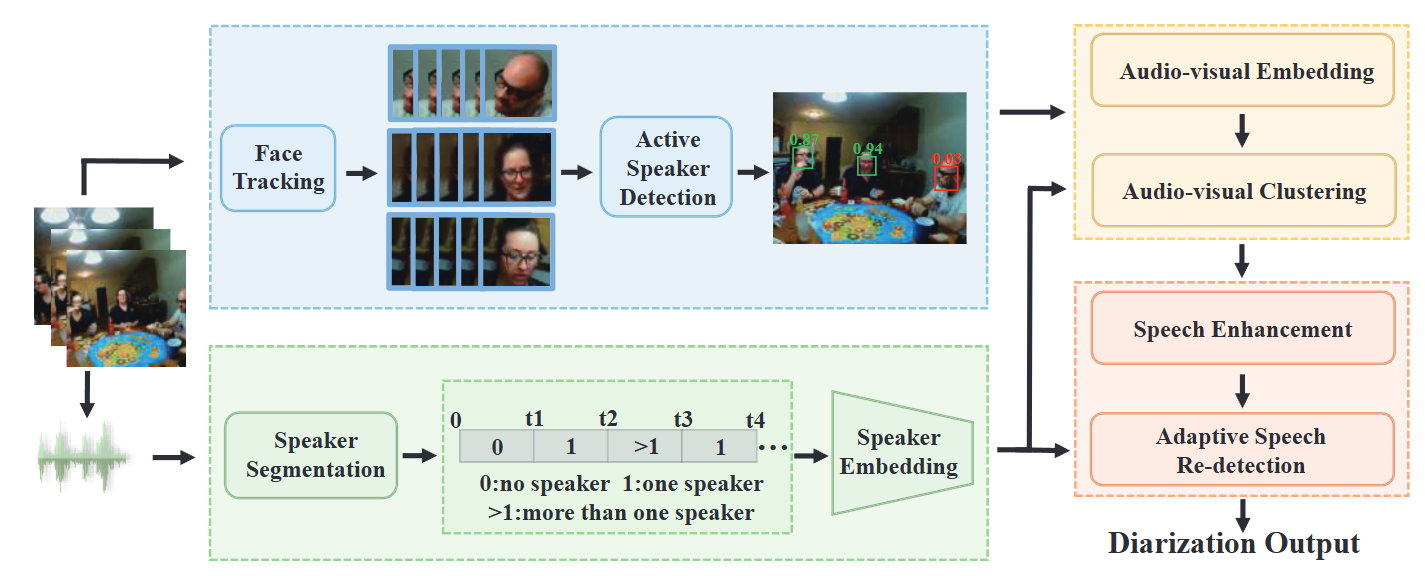 Face
Tracking
Active
Speaker
Detection
0.87
0.94
0.03
Audio-visual Embedding
Audio-visual Clustering
Speech Enhancement
Adaptive Speech
Re-detection
Diarization Output
Speaker
Segmentation
0 t1 t2 t3 t4
0 1 >1 1 ...
0:no speaker 1:one speaker
>1:more than one speaker
Speaker
Embedding